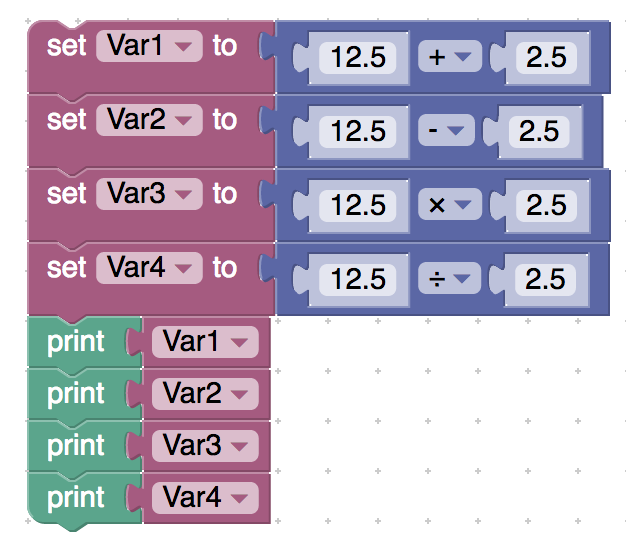 set Var1 to 12.5 + 2.5
set Var2 to 12.5 - 2.5
set Var3 to 12.5 × 2.5
set Var4 to 12.5 ÷ 2.5
print Var1
print Var2
print Var3
print Var4